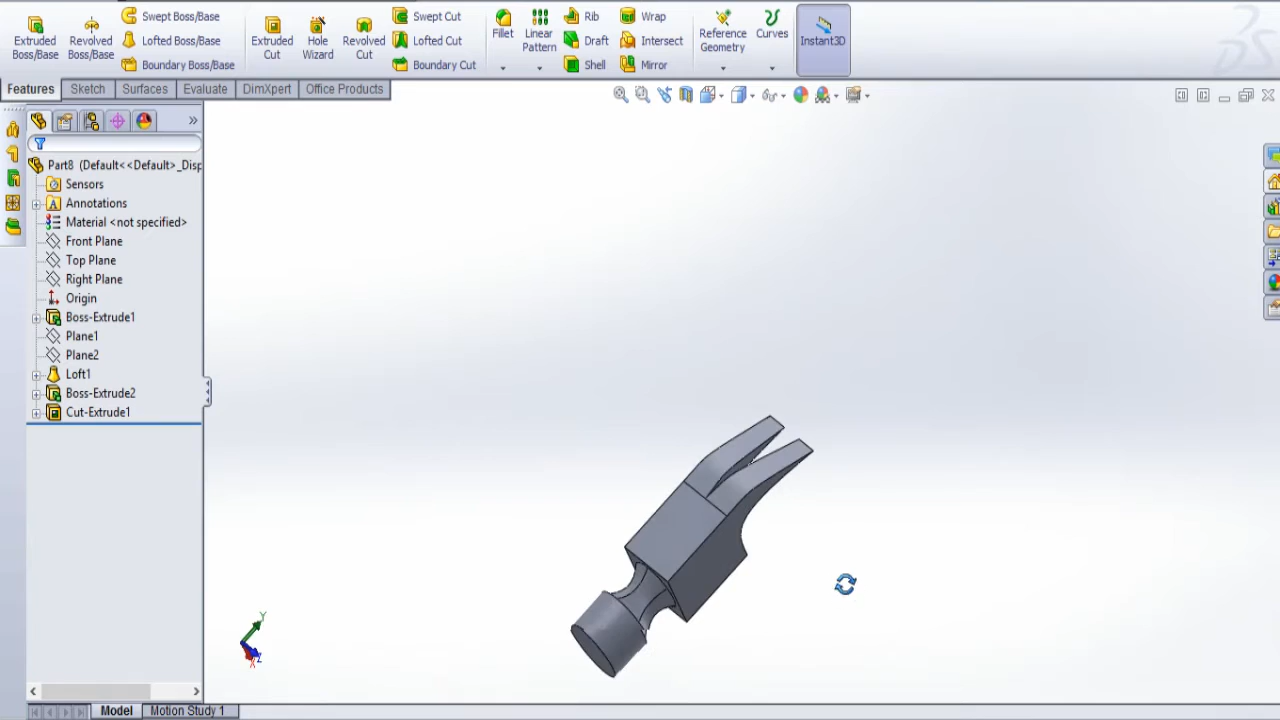 Extruded Boss/Base
Revolved Boss/Base
Swept Boss/Base
Lofted Boss/Base
Boundary Boss/Base
Extruded Cut
Hole Wizard
Revolved Cut
Swept Cut
Lofted Cut
Boundary Cut
Fillet
Linear Pattern
Rib
Draft
Shell
Wrap
Intersect
Mirror
Reference Geometry
Curves
Instant3D
Features
Sketch
Surfaces
Evaluate
DimXpert
Office Products
Part8 (Default<<Default>_Disp
Sensors
Annotations
Material <not specified>
Front Plane
Top Plane
Right Plane
Origin
Boss-Extrude1
Plane1
Plane2
Loft1
Boss-Extrude2
Cut-Extrude1
Y
Z
X
Model
Motion Study 1